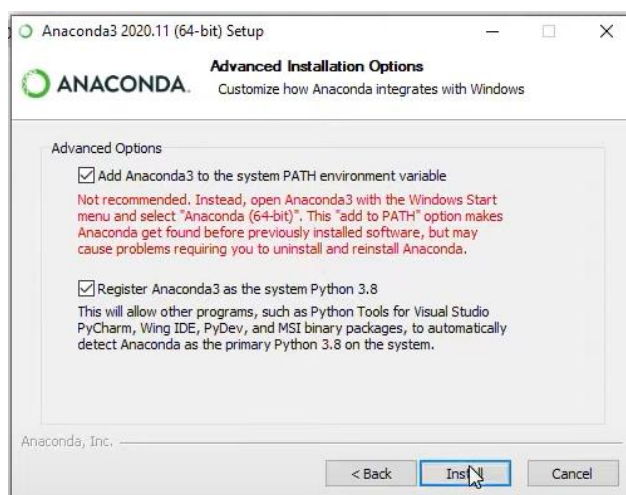 Anaconda3 2020.11 (64-bit) Setup
ANACONDA.
Advanced Installation Options
Customize how Anaconda integrates with Windows
Advanced Options
Add Anaconda3 to the system PATH environment variable
Not recommended. Instead, open Anaconda3 with the Windows Start
menu and select "Anaconda (64-bit)". This "add to PATH" option makes
Anaconda get found before previously installed software, but may
cause problems requiring you to uninstall and reinstall Anaconda.
Register Anaconda3 as the system Python 3.8
This will allow other programs, such as Python Tools for Visual Studio
PyCharm, Wing IDE, PyDev, and MSI binary packages, to automatically
detect Anaconda as the primary Python 3.8 on the system.
Anaconda, Inc.
< Back
Install
Cancel